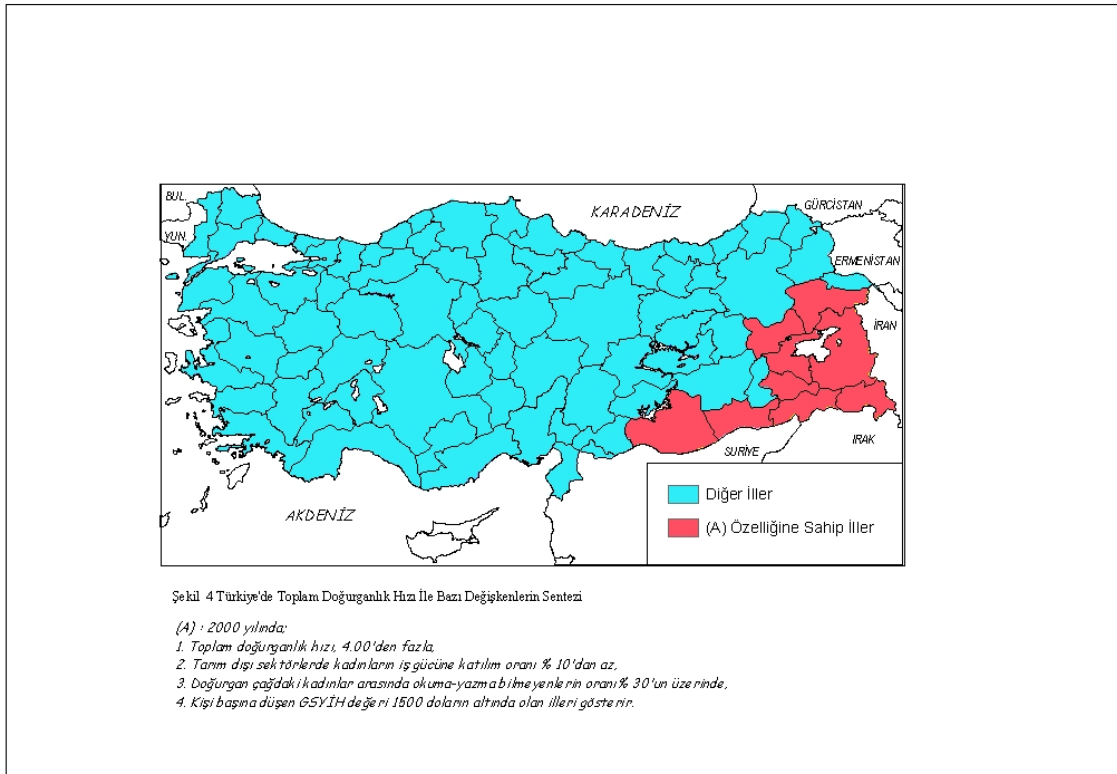 BUL.
KARADENİZ
GÜRCİSTAN
YUN.
ERMENİSTAN
İRAN
IRAK
SURİYE
AKDENİZ
Diğer İller
(A) Özelliğine Sahip İller
Şekil 4 Türkiye'de Toplam Doğurganlık Hızı İle Bazı Değişkenlerin Sentezi
(A) : 2000 yılında;
1. Toplam doğurganlık hızı, 4.00'den fazla,
2. Tarım dışı sektörlerde kadınların iş gücüne katılım oranı % 10'dan az,
3. Doğurgan çağdaki kadınlar arasında okuma-yazma bilmeyenlerin oranı % 30'un üzerinde,
4. Kişi başına düşen GSYİH değeri 1500 doların altında olan illeri gösterir.